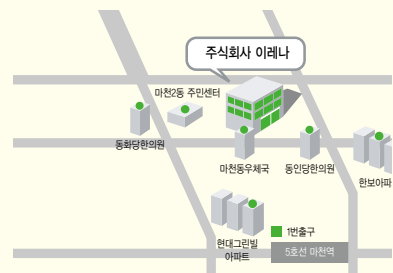 주식회사 이레나
마천2동 주민센터
동화당한의원
마천동우체국
동인당한의원
한보아파
현대그린빌
아파트
1번출구
5호선 마천역